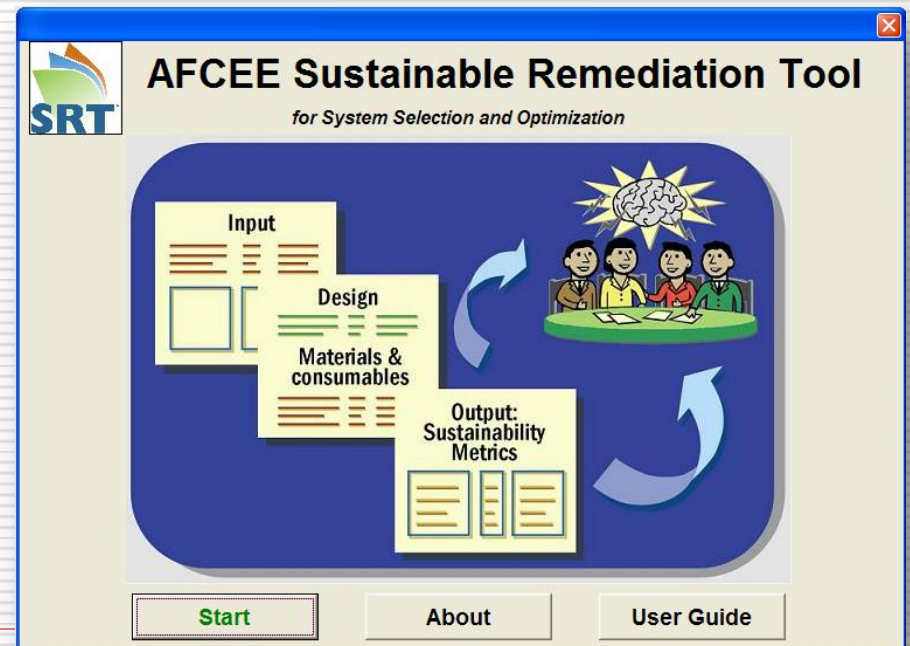 SRT
AFCEE Sustainable Remediation Tool
for System Selection and Optimization
Input
Design
Materials &
consumables
Output:
Sustainability
Metrics
Start
About
User Guide